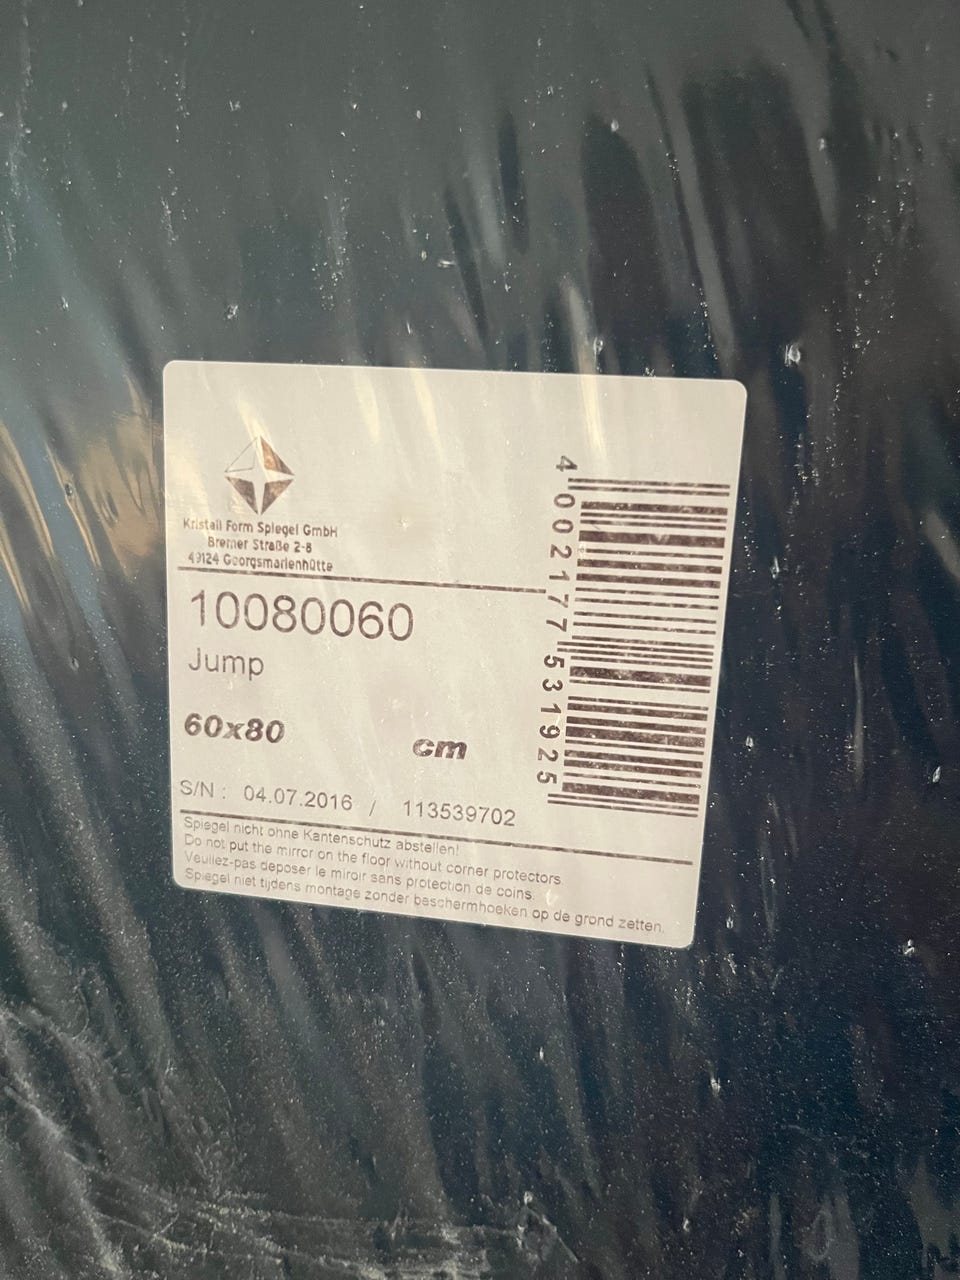 Kristall Form Spiegel GmbH
Bremer Straße 2-8
49124 Georgsmarienhütte
10080060
Jump
60x80 cm
S/N : 04.07.2016 / 113539702
Spiegel nicht ohne Kantenschutz abstellen!
Do not put the mirror on the floor without corner protectors.
Veuillez-pas deposer le miroir sans protection de coins.
Spiegel niet tijdens montage zonder beschermhoeken op de grond zetten.
4 002177 531925